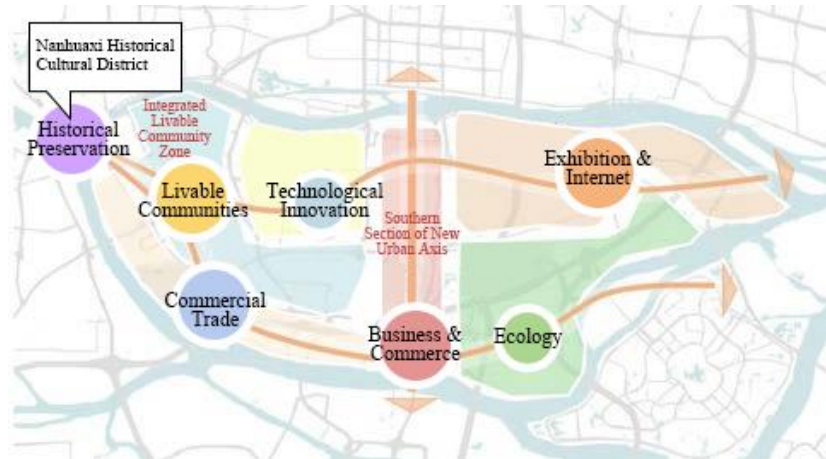 Nanhuaxi Historical
Cultural District
Historical
Preservation
Integrated
Livable
Community
Zone
Livable
Communities
Technological
Innovation
Exhibition &
Internet
Southern
Section of New
Urban Axis
Commercial
Trade
Business &
Commerce
Ecology